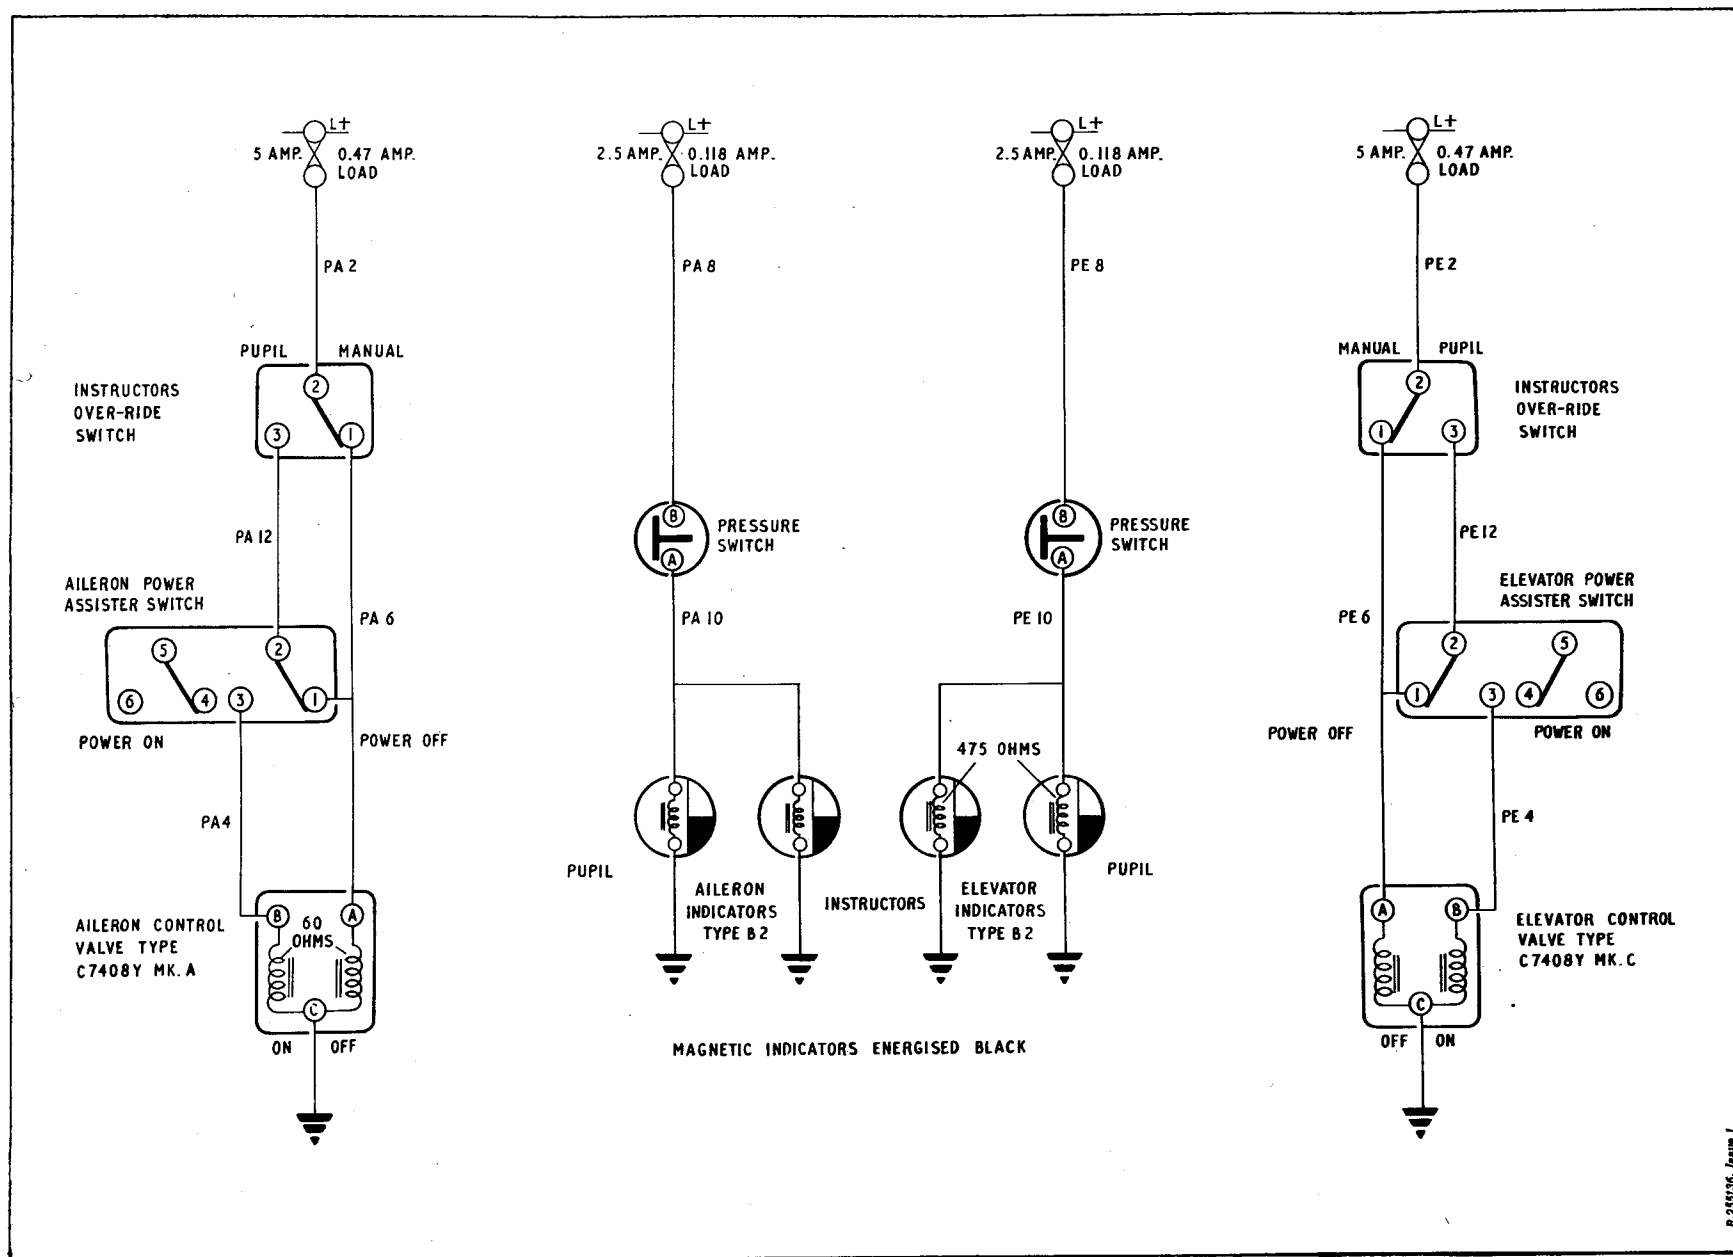 L+
5 AMP. 0.47 AMP.
LOAD
L+
2.5 AMP. 0.118 AMP.
LOAD
L+
2.5 AMP. 0.118 AMP.
LOAD
L+
5 AMP. 0.47 AMP.
LOAD
PA 2
PA 8
PE 8
PE 2
PUPIL MANUAL
2
3 1
INSTRUCTORS
OVER-RIDE
SWITCH
MANUAL PUPIL
2
1 3
INSTRUCTORS
OVER-RIDE
SWITCH
B
A
PRESSURE
SWITCH
B
A
PRESSURE
SWITCH
PA 12
PE 12
AILERON POWER
ASSISTER SWITCH
PA 6
PA 10
PE 10
PE 6
ELEVATOR POWER
ASSISTER SWITCH
5 2
6 4 3 1
2 5
1 3 4 6
POWER ON
POWER OFF
POWER OFF
POWER ON
475 OHMS
PA 4
PE 4
PUPIL
AILERON
INDICATORS
TYPE B2
INSTRUCTORS
ELEVATOR
INDICATORS
TYPE B2
PUPIL
AILERON CONTROL
VALVE TYPE
C7408Y MK. A
B A
60
OHMS
C
ON OFF
A B
C
OFF ON
ELEVATOR CONTROL
VALVE TYPE
C7408Y MK. C
MAGNETIC INDICATORS ENERGISED BLACK
Issue 1